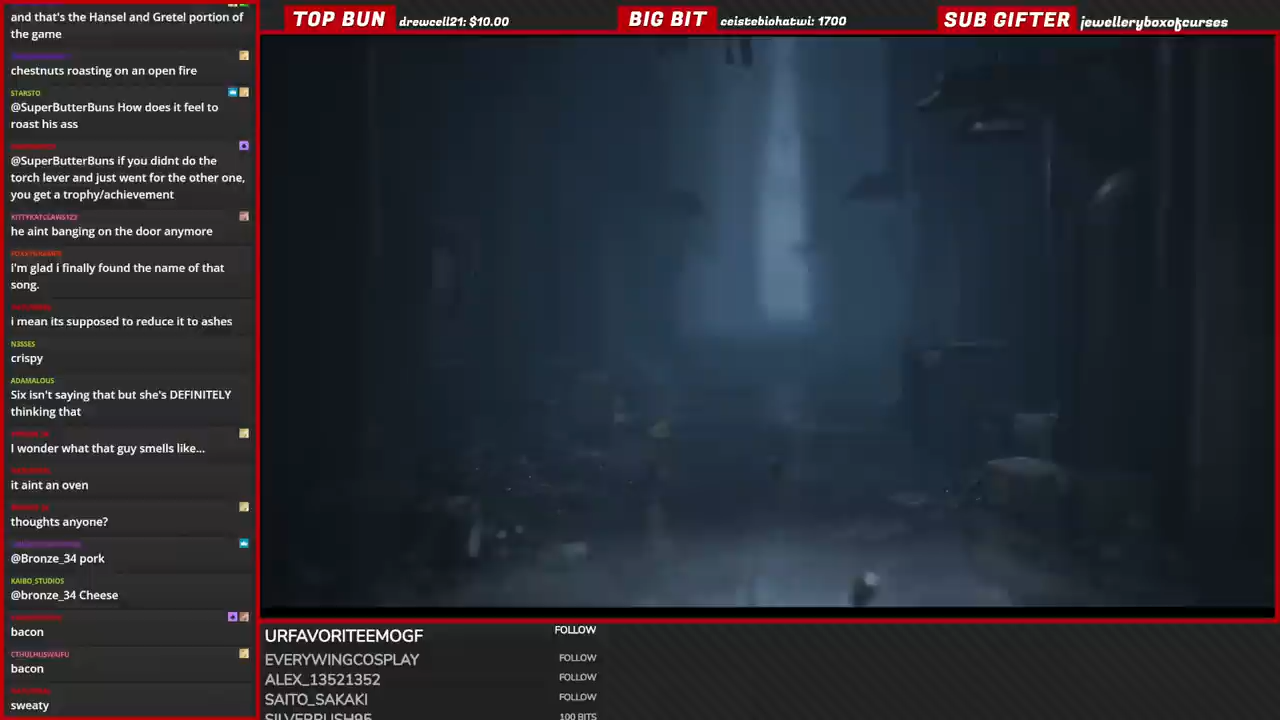 TOP BUN drewcell21: $10.00 BIG BIT ceistebiohatwi: 1700 SUB GIFTER jewelleryboxofcurses
and that's the Hansel and Gretel portion of
the game
chestnuts roasting on an open fire
STARSTO
@SuperButterBuns How does it feel to
roast his ass
@SuperButterBuns if you didnt do the
torch lever and just went for the other one,
you get a trophy/achievement
KITTYKATCLAWS123
he aint banging on the door anymore
i'm glad i finally found the name of that
song.
i mean its supposed to reduce it to ashes
N3SSES
crispy
ADAMALOUS
Six isn't saying that but she's DEFINITELY
thinking that
I wonder what that guy smells like...
it aint an oven
thoughts anyone?
@Bronze_34 pork
KAIBO_STUDIOS
@bronze_34 Cheese
bacon
bacon
sweaty
URFAVORITEEMOGF FOLLOW
EVERYWINGCOSPLAY FOLLOW
ALEX_13521352 FOLLOW
SAITO_SAKAKI FOLLOW
100 BITS